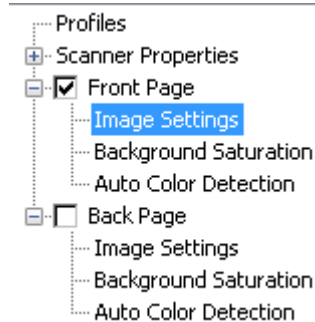 Profiles
Scanner Properties
Front Page
Image Settings
Background Saturation
Auto Color Detection
Back Page
Image Settings
Background Saturation
Auto Color Detection